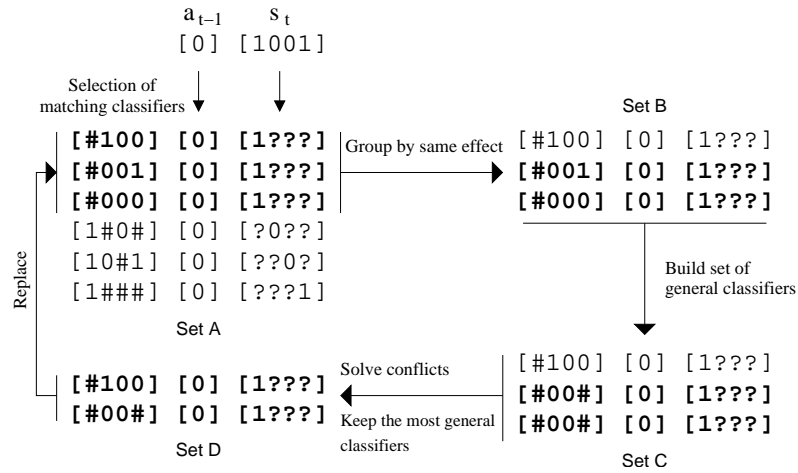 a t−1 s t
[0] [1001]
Selection of
matching classifiers
[#100] [0] [1???]
[#001] [0] [1???]
[#000] [0] [1???]
[1#0#] [0] [?0??]
[10#1] [0] [??0?]
[1###] [0] [???1]
Set A
Group by same effect
Set B
[#100] [0] [1???]
[#001] [0] [1???]
[#000] [0] [1???]
Build set of
general classifiers
Replace
[#100] [0] [1???]
[#00#] [0] [1???]
Set D
Solve conflicts
Keep the most general
classifiers
[#100] [0] [1???]
[#00#] [0] [1???]
[#00#] [0] [1???]
Set C